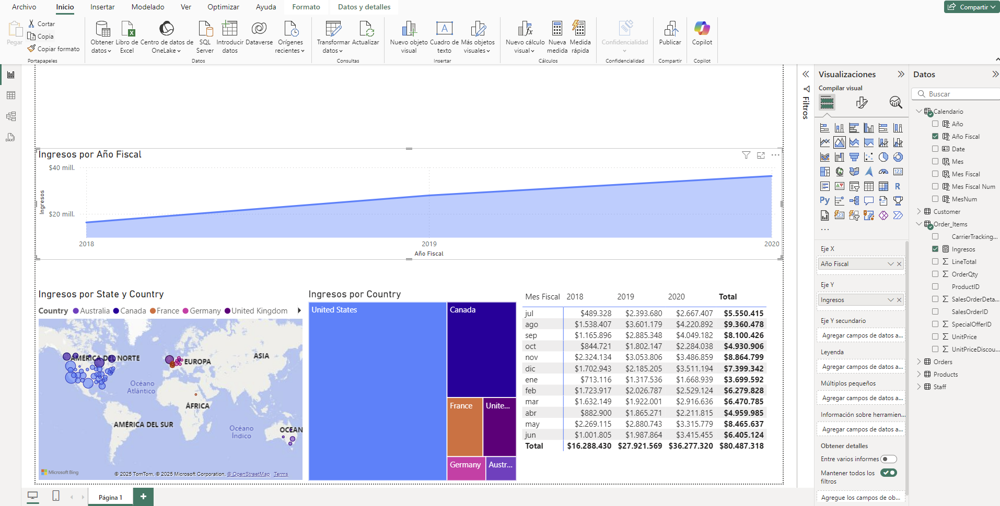 Archivo
Inicio
Insertar
Modelado
Ver
Optimizar
Ayuda
Formato
Datos y detalles
Compartir
Pegar
Cortar
Copia
Copiar formato
Portapapeles
Obtener
datos
Libro de
Excel
Centro de datos de
OneLake
SQL
Server
Introducir
datos
Dataverse
Orígenes
recientes
Datos
Transformar
datos
Actualizar
Consultas
Nuevo objeto
visual
Cuadro de
texto
Más objetos
visuales
Insertar
Nuevo cálculo
visual
Nueva
medida
Medida
rápida
Cálculos
Confidencialidad
Confidencialidad
Publicar
Compartir
Copilot
Copilot
Ingresos por Año Fiscal
$40 mill.
$20 mill.
Ingresos
2018
2019
2020
Año Fiscal
Ingresos por State y Country
Country
Australia
Canada
France
Germany
United Kingdom
AMÉRICA DEL NORTE
EUROPA
ASIA
Océano
Atlántico
ÁFRICA
AMÉRICA DEL SUR
Océano
Índico
OCEAN
Microsoft Bing
© 2025 TomTom, © 2025 Microsoft Corporation, © OpenStreetMap Terms
Ingresos por Country
United States
Canada
France
Unite...
Germany
Austr...
Mes Fiscal 2018 2019 2020 Total
jul $489.328 $2.393.680 $2.667.407 $5.550.415
ago $1.538.407 $3.601.179 $4.220.892 $9.360.478
sep $1.165.896 $2.885.348 $4.049.182 $8.100.426
oct $844.721 $1.802.147 $2.284.038 $4.930.906
nov $2.324.134 $3.053.806 $3.486.859 $8.864.799
dic $1.702.943 $2.185.205 $3.511.194 $7.399.342
ene $713.116 $1.317.536 $1.668.939 $3.699.592
feb $1.723.917 $2.026.787 $2.529.124 $6.279.828
mar $1.632.149 $1.922.001 $2.916.636 $6.470.785
abr $882.900 $1.865.271 $2.211.815 $4.959.985
may $2.269.115 $2.880.743 $3.315.779 $8.465.637
jun $1.001.805 $1.987.864 $3.415.455 $6.405.124
Total $16.288.430 $27.921.569 $36.277.320 $80.487.318
Página 1
Filtros
Visualizaciones
Compilar visual
Eje X
Año Fiscal
Eje Y
Ingresos
Eje Y secundario
Agregar campos de datos a...
Leyenda
Agregar campos de datos a...
Múltiplos pequeños
Agregar campos de datos a...
Información sobre herramien...
Agregar campos de datos a...
Obtener detalles
Entre varios informes
Mantener todos los
filtros
Agregue los campos de ob...
Datos
Buscar
Calendario
Año
Año Fiscal
Date
Mes
Mes Fiscal
Mes Fiscal Num
MesNum
Customer
Order_Items
CarrierTracking...
Ingresos
LineTotal
OrderQty
ProductID
SalesOrderDeta...
SalesOrderID
SpecialOfferID
UnitPrice
UnitPriceDiscou...
Orders
Products
Staff